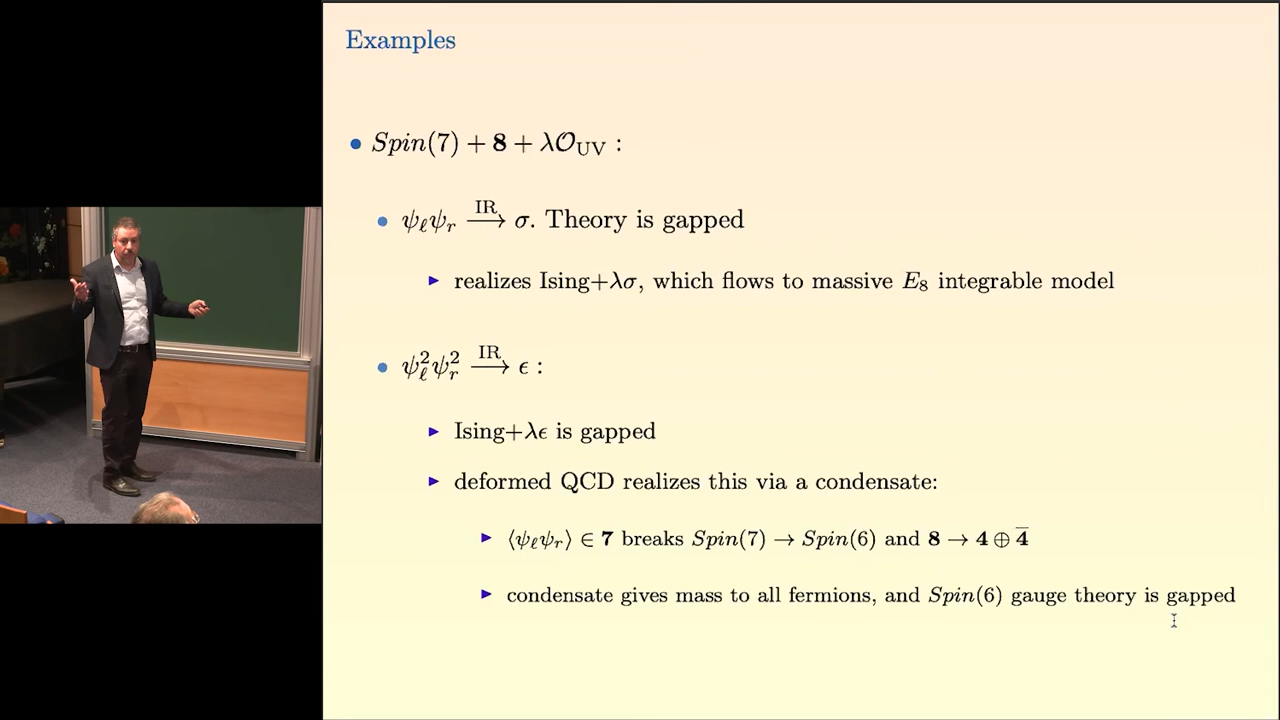 Examples
• Spin(7) + 8 + λ𝒪_UV :
• ψ_ℓψ_r —IR→ σ. Theory is gapped
▶ realizes Ising+λσ, which flows to massive E₈ integrable model
• ψ_ℓ²ψ_r² —IR→ ϵ :
▶ Ising+λϵ is gapped
▶ deformed QCD realizes this via a condensate:
▶ ⟨ψ_ℓψ_r⟩ ∈ 7 breaks Spin(7) → Spin(6) and 8 → 4 ⊕ 4̅
▶ condensate gives mass to all fermions, and Spin(6) gauge theory is gapped